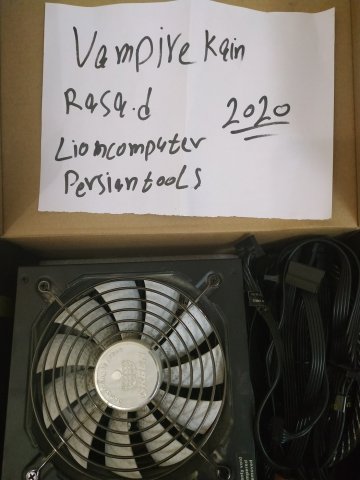 Vampire Kain
Rasa.d
2020
Lioncomputer
Persiantools